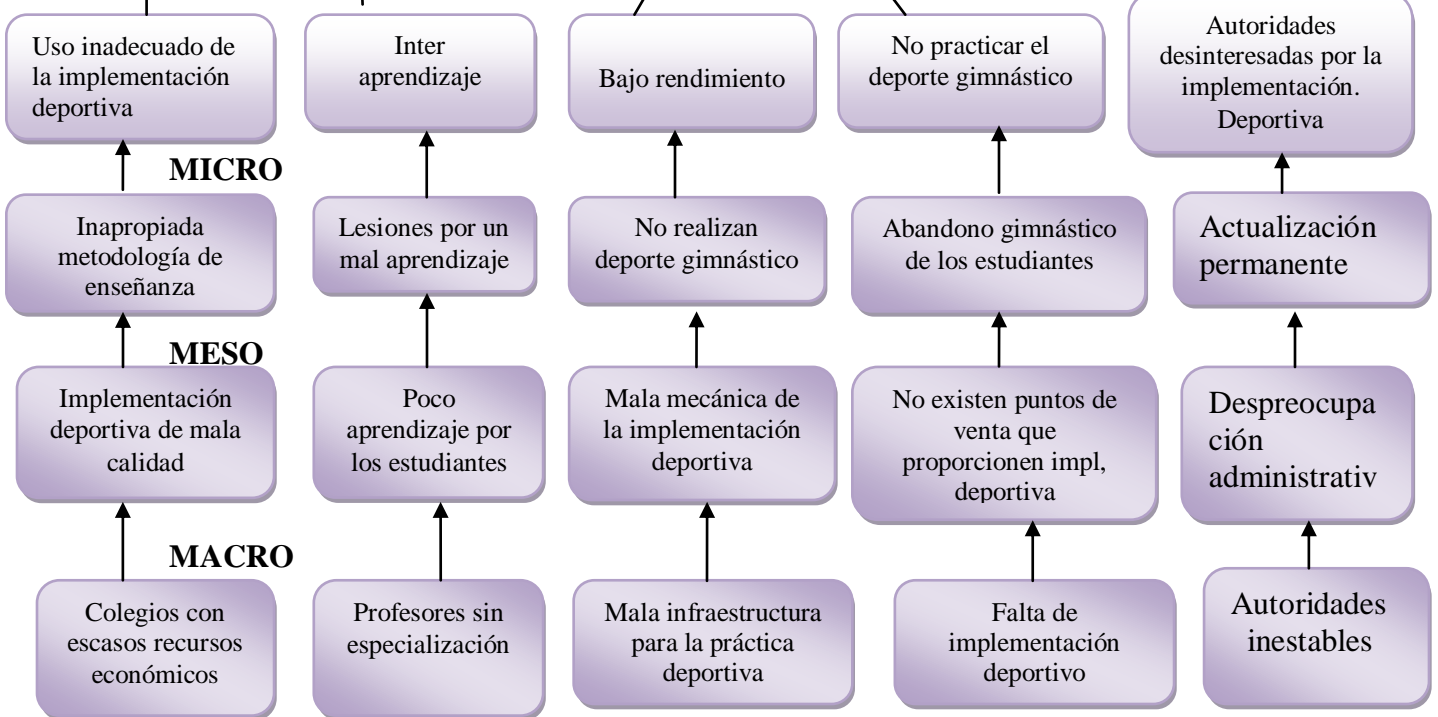 Uso inadecuado de
la implementación
deportiva
Inter
aprendizaje
Bajo rendimiento
No practicar el
deporte gimnástico
Autoridades
desinteresadas por la
implementación.
Deportiva
MICRO
Inapropiada
metodología de
enseñanza
Lesiones por un
mal aprendizaje
No realizan
deporte gimnástico
Abandono gimnástico
de los estudiantes
Actualización
permanente
MESO
Implementación
deportiva de mala
calidad
Poco
aprendizaje por
los estudiantes
Mala mecánica de
la implementación
deportiva
No existen puntos de
venta que
proporcionen impl,
deportiva
Despreocupa
ción
administrativ
MACRO
Colegios con
escasos recursos
económicos
Profesores sin
especialización
Mala infraestructura
para la práctica
deportiva
Falta de
implementación
deportivo
Autoridades
inestables